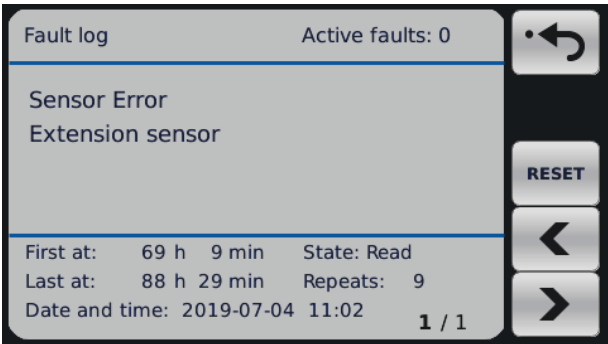 Fault log Active faults: 0
Sensor Error
Extension sensor
RESET
First at: 69 h 9 min State: Read
Last at: 88 h 29 min Repeats: 9
Date and time: 2019-07-04 11:02
1 / 1